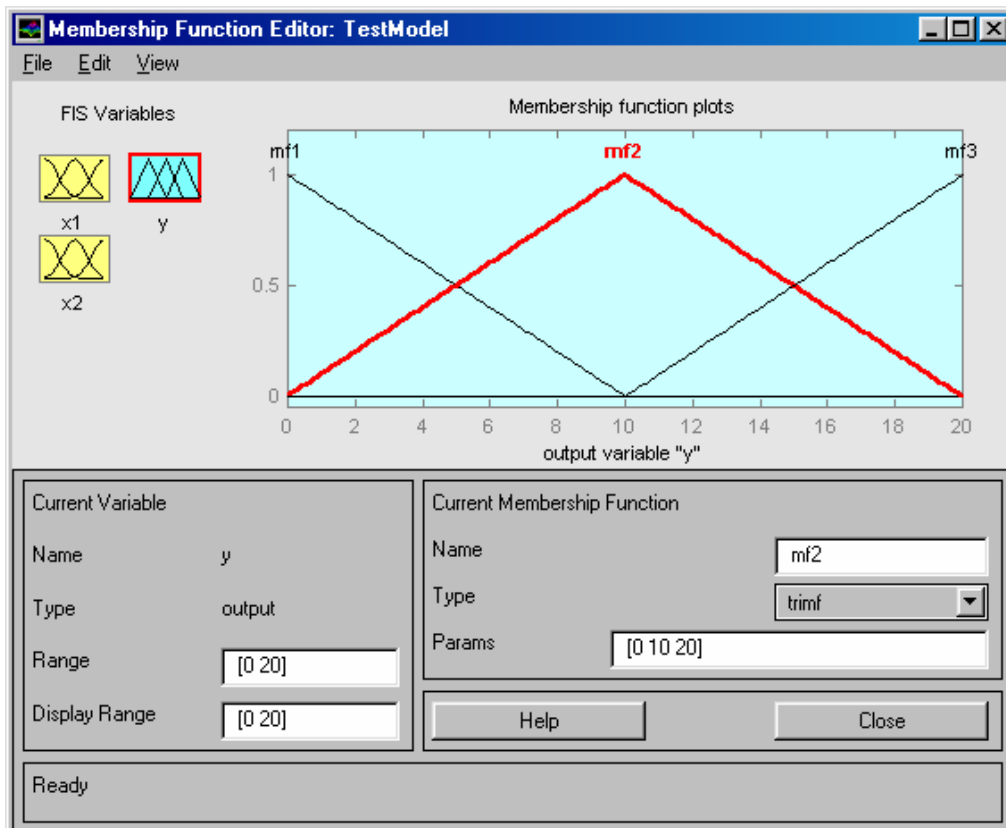 Membership Function Editor: TestModel
File Edit View
FIS Variables
x1
y
x2
Membership function plots
mf1 mf2 mf3
1
0.5
0
0 2 4 6 8 10 12 14 16 18 20
output variable "y"
Current Variable
Name y
Type output
Range [0 20]
Display Range [0 20]
Current Membership Function
Name mf2
Type trimf
Params [0 10 20]
Help Close
Ready